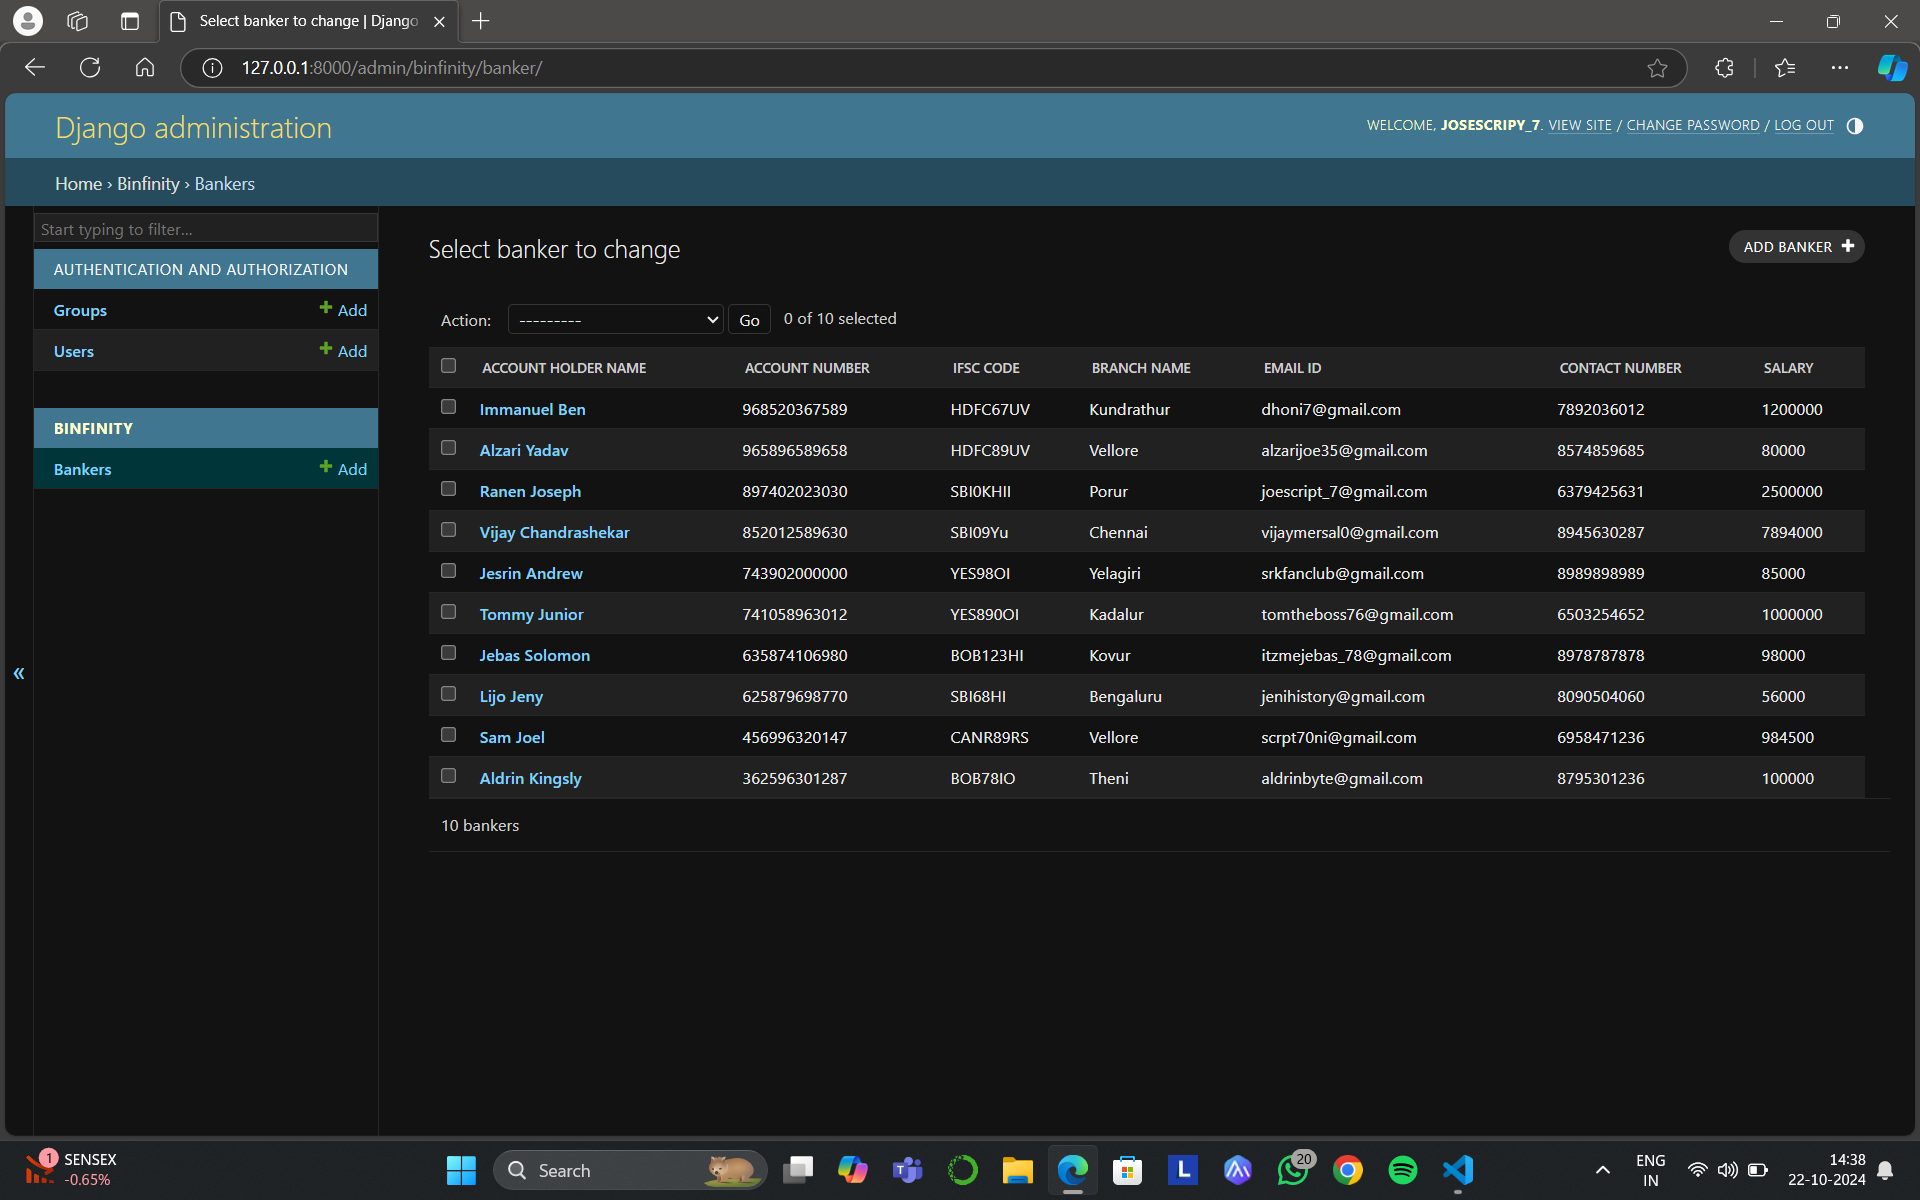 Select banker to change | Django
127.0.0.1:8000/admin/binfinity/banker/
Django administration
WELCOME, JOSESCRIPY_7. VIEW SITE / CHANGE PASSWORD / LOG OUT
Home › Binfinity › Bankers
Start typing to filter...
AUTHENTICATION AND AUTHORIZATION
Groups + Add
Users + Add
BINFINITY
Bankers + Add
«
Select banker to change
ADD BANKER +
Action: --------- Go 0 of 10 selected
ACCOUNT HOLDER NAME ACCOUNT NUMBER IFSC CODE BRANCH NAME EMAIL ID CONTACT NUMBER SALARY
Immanuel Ben 968520367589 HDFC67UV Kundrathur dhoni7@gmail.com 7892036012 1200000
Alzari Yadav 965896589658 HDFC89UV Vellore alzarijoe35@gmail.com 8574859685 80000
Ranen Joseph 897402023030 SBI0KHII Porur joescript_7@gmail.com 6379425631 2500000
Vijay Chandrashekar 852012589630 SBI09Yu Chennai vijaymersal0@gmail.com 8945630287 7894000
Jesrin Andrew 743902000000 YES98OI Yelagiri srkfanclub@gmail.com 8989898989 85000
Tommy Junior 741058963012 YES890OI Kadalur tomtheboss76@gmail.com 6503254652 1000000
Jebas Solomon 635874106980 BOB123HI Kovur itzmejebas_78@gmail.com 8978787878 98000
Lijo Jeny 625879698770 SBI68HI Bengaluru jenihistory@gmail.com 8090504060 56000
Sam Joel 456996320147 CANR89RS Vellore scrpt70ni@gmail.com 6958471236 984500
Aldrin Kingsly 362596301287 BOB78IO Theni aldrinbyte@gmail.com 8795301236 100000
10 bankers
1 SENSEX
-0.65%
Search
L
20
ENG
IN
14:38
22-10-2024